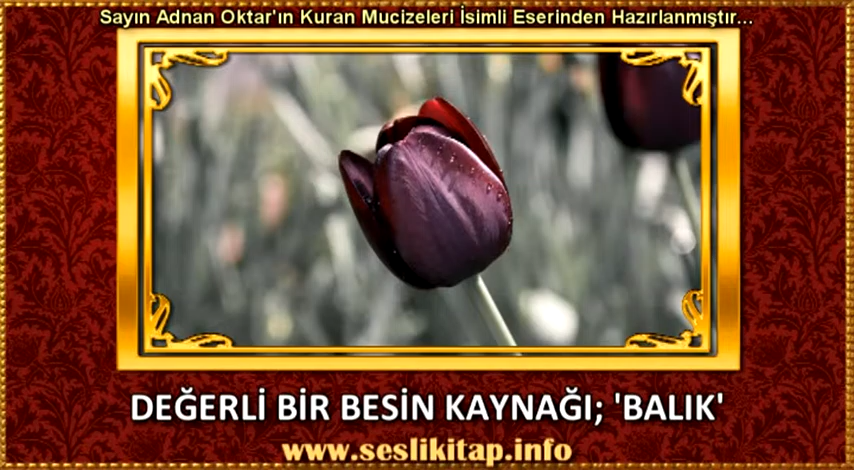 Sayın Adnan Oktar'ın Kuran Mucizeleri İsimli Eserinden Hazırlanmıştır...
DEĞERLİ BİR BESİN KAYNAĞI; 'BALIK'
www.seslikitap.info